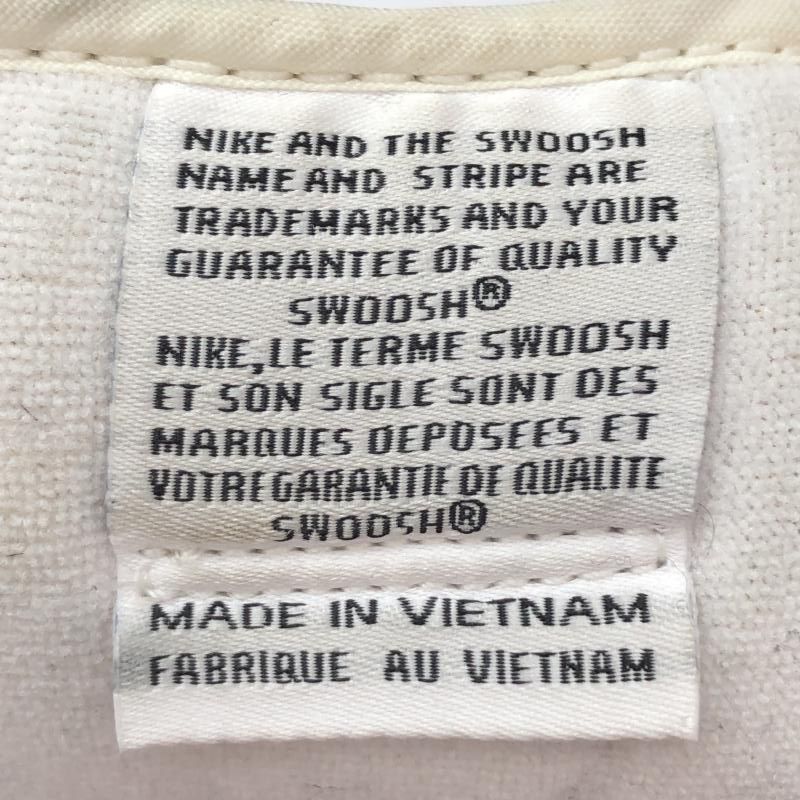 NIKE AND THE SWOOSH
NAME AND STRIPE ARE
TRADEMARKS AND YOUR
GUARANTEE OF QUALITY
SWOOSH®
NIKE, LE TERME SWOOSH
ET SON SIGLE SONT DES
MARQUES DEPOSEES ET
VOTRE GARANTIE DE QUALITE
SWOOSH®
MADE IN VIETNAM
FABRIQUE AU VIETNAM